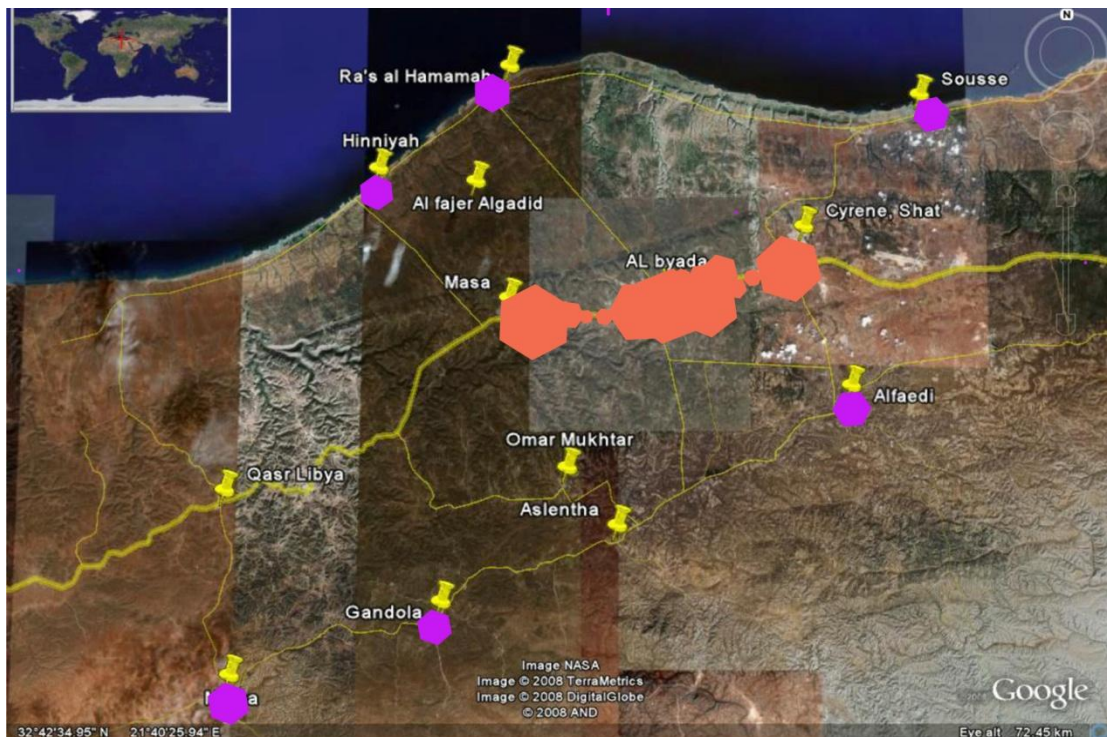 N
Ra's al Hamamah
Sousse
Hinniyah
Al fajer Algadid
Cyrene, Shat
AL byada
Masa
Alfaedi
Omar Mukhtar
Qasr Libya
Aslentha
Gandola
Image NASA
Image © 2008 TerraMetrics
Image © 2008 DigitalGlobe
© 2008 AND
Google
32°42'34.95" N 21°40'25.94" E
Eye alt 72.45 km